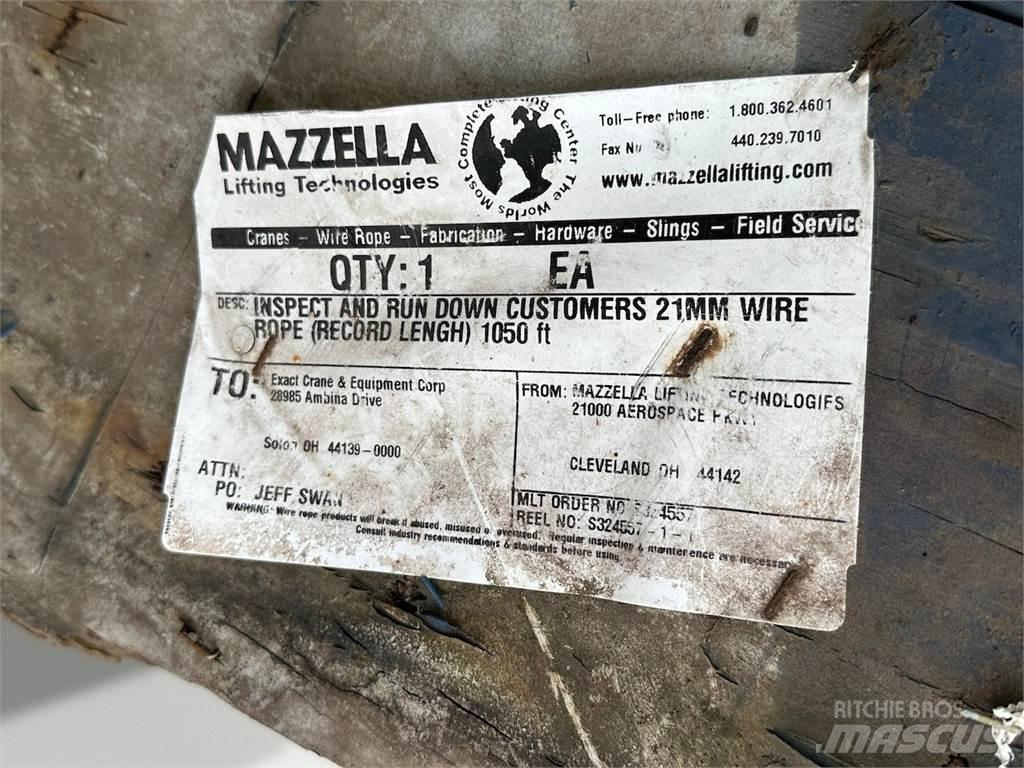 MAZZELLA
Lifting Technologies
The Worlds Most Complete Lifting Center
Toll-Free phone: 1.800.362.4601
Fax No 440.239.7010
www.mazzellalifting.com
Cranes - Wire Rope - Fabrication - Hardware - Slings - Field Service
QTY: 1 EA
DESC: INSPECT AND RUN DOWN CUSTOMERS 21MM WIRE
ROPE (RECORD LENGH) 1050 ft
TO: Exact Crane & Equipment Corp
28985 Ambina Drive
Solon OH 44139-0000
ATTN:
PO: JEFF SWAN
FROM: MAZZELLA LIFTING TECHNOLOGIES
21000 AEROSPACE PKWY
CLEVELAND OH 44142
MLT ORDER NO S324557
REEL NO: S324557-1-
WARNING: Wire rope products will break if abused, misused or overused. Regular inspection & maintenance are necessary
Consult industry recommendations & standards before using.
RITCHIE BROS.
MASCUS